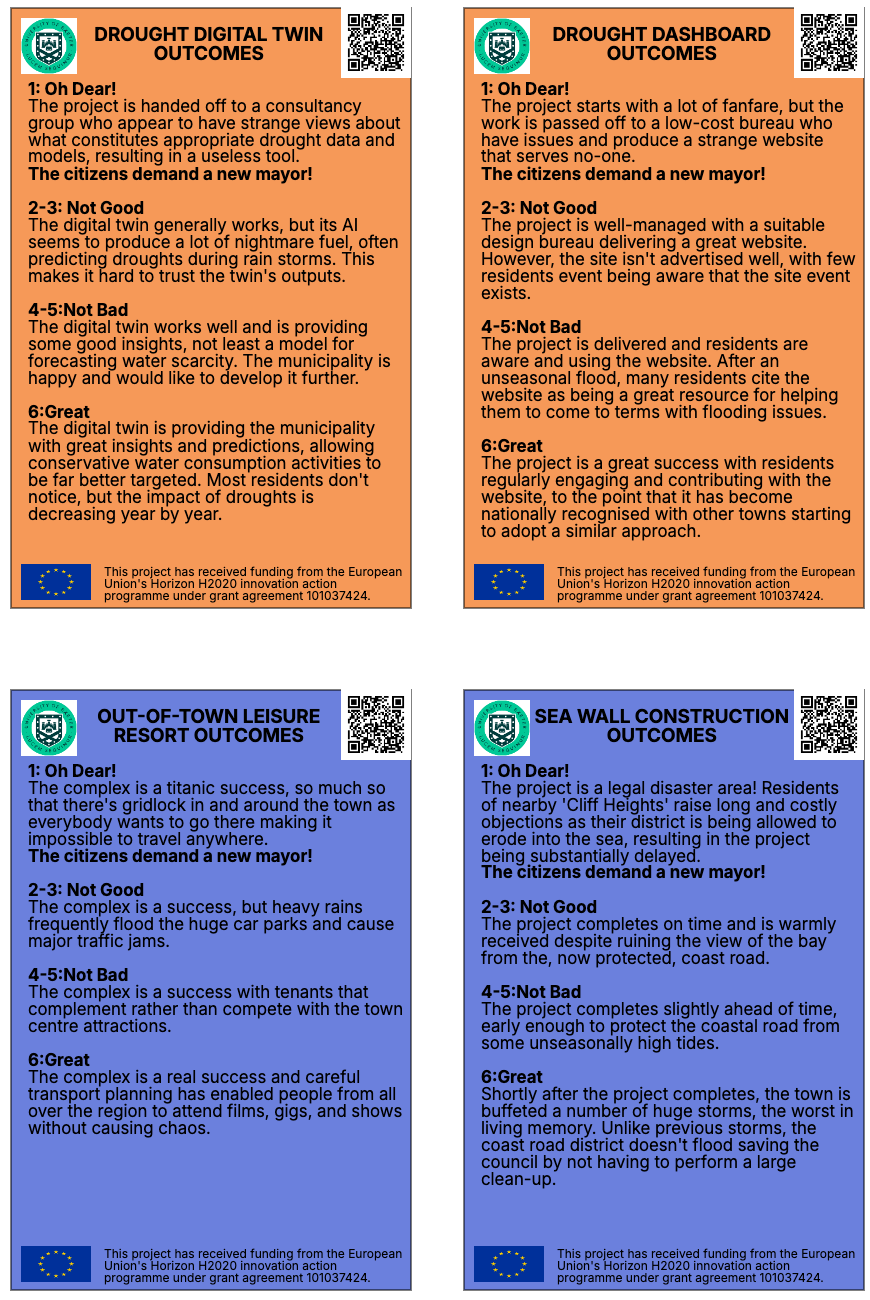 DROUGHT DIGITAL TWIN
OUTCOMES
1: Oh Dear!
The project is handed off to a consultancy
group who appear to have strange views about
what constitutes appropriate drought data and
models, resulting in a useless tool.
The citizens demand a new mayor!
2-3: Not Good
The digital twin generally works, but its AI
seems to produce a lot of nightmare fuel, often
predicting droughts during rain storms. This
makes it hard to trust the twin's outputs.
4-5:Not Bad
The digital twin works well and is providing
some good insights, not least a model for
forecasting water scarcity. The municipality is
happy and would like to develop it further.
6:Great
The digital twin is providing the municipality
with great insights and predictions, allowing
conservative water consumption activities to
be far better targeted. Most residents don't
notice, but the impact of droughts is
decreasing year by year.
This project has received funding from the European
Union's Horizon H2020 innovation action
programme under grant agreement 101037424.
DROUGHT DASHBOARD
OUTCOMES
1: Oh Dear!
The project starts with a lot of fanfare, but the
work is passed off to a low-cost bureau who
have issues and produce a strange website
that serves no-one.
The citizens demand a new mayor!
2-3: Not Good
The project is well-managed with a suitable
design bureau delivering a great website.
However, the site isn't advertised well, with few
residents event being aware that the site event
exists.
4-5:Not Bad
The project is delivered and residents are
aware and using the website. After an
unseasonal flood, many residents cite the
website as being a great resource for helping
them to come to terms with flooding issues.
6:Great
The project is a great success with residents
regularly engaging and contributing with the
website, to the point that it has become
nationally recognised with other towns starting
to adopt a similar approach.
This project has received funding from the European
Union's Horizon H2020 innovation action
programme under grant agreement 101037424.
OUT-OF-TOWN LEISURE
RESORT OUTCOMES
1: Oh Dear!
The complex is a titanic success, so much so
that there's gridlock in and around the town as
everybody wants to go there making it
impossible to travel anywhere.
The citizens demand a new mayor!
2-3: Not Good
The complex is a success, but heavy rains
frequently flood the huge car parks and cause
major traffic jams.
4-5:Not Bad
The complex is a success with tenants that
complement rather than compete with the town
centre attractions.
6:Great
The complex is a real success and careful
transport planning has enabled people from all
over the region to attend films, gigs, and shows
without causing chaos.
This project has received funding from the European
Union's Horizon H2020 innovation action
programme under grant agreement 101037424.
SEA WALL CONSTRUCTION
OUTCOMES
1: Oh Dear!
The project is a legal disaster area! Residents
of nearby 'Cliff Heights' raise long and costly
objections as their district is being allowed to
erode into the sea, resulting in the project
being substantially delayed.
The citizens demand a new mayor!
2-3: Not Good
The project completes on time and is warmly
received despite ruining the view of the bay
from the, now protected, coast road.
4-5:Not Bad
The project completes slightly ahead of time,
early enough to protect the coastal road from
some unseasonally high tides.
6:Great
Shortly after the project completes, the town is
buffeted a number of huge storms, the worst in
living memory. Unlike previous storms, the
coast road district doesn't flood saving the
council by not having to perform a large
clean-up.
This project has received funding from the European
Union's Horizon H2020 innovation action
programme under grant agreement 101037424.